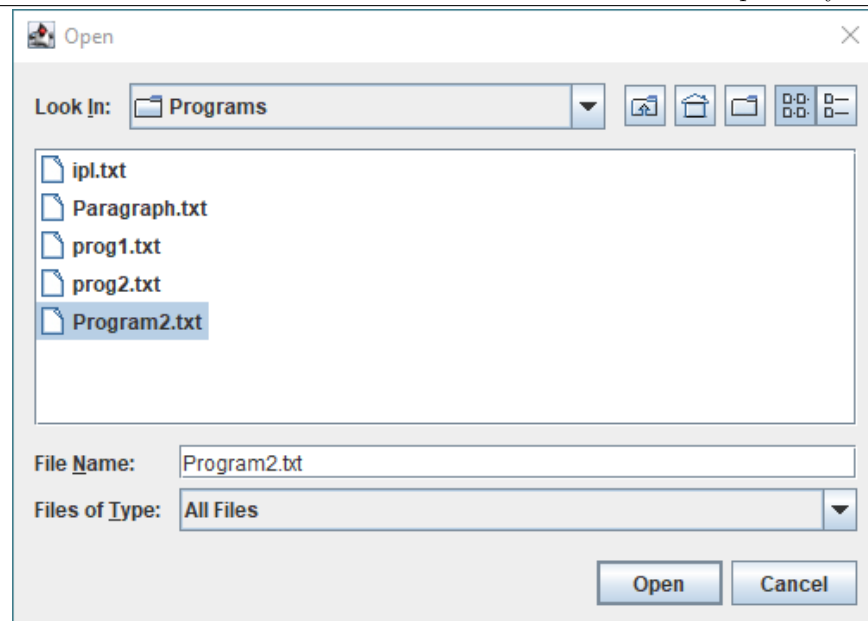 Open
Look In: Programs
ipl.txt
Paragraph.txt
prog1.txt
prog2.txt
Program2.txt
File Name: Program2.txt
Files of Type: All Files
Open Cancel